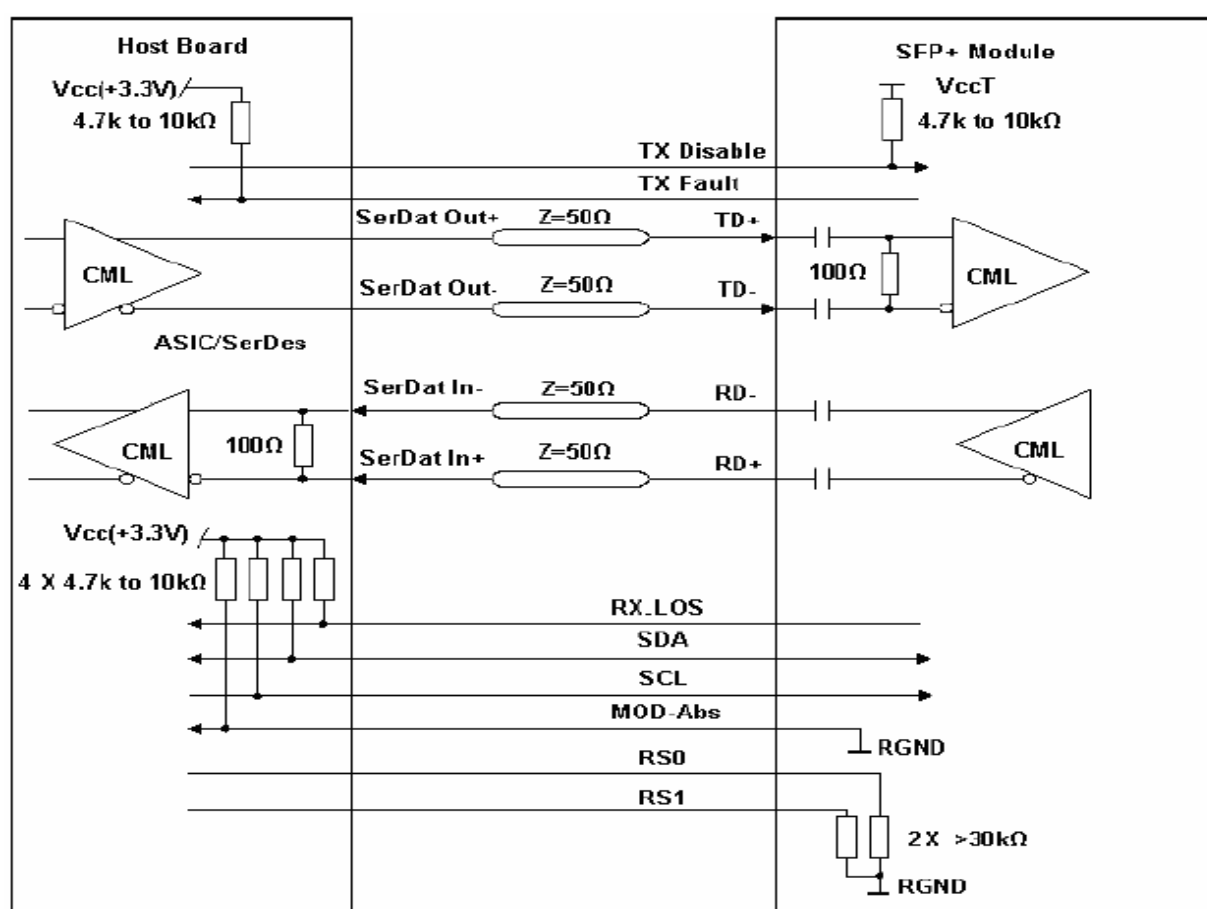 Host Board
SFP+ Module
Vcc(+3.3V)
4.7k to 10kΩ
VccT
4.7k to 10kΩ
TX Disable
TX Fault
SerDat Out+
Z=50Ω
TD+
CML
100Ω
CML
SerDat Out-
Z=50Ω
TD-
ASIC/SerDes
SerDat In-
Z=50Ω
RD-
CML
100Ω
SerDat In+
Z=50Ω
RD+
CML
Vcc(+3.3V)
4 X 4.7k to 10kΩ
RX_LOS
SDA
SCL
MOD-Abs
RGND
RS0
RS1
2X >30kΩ
RGND